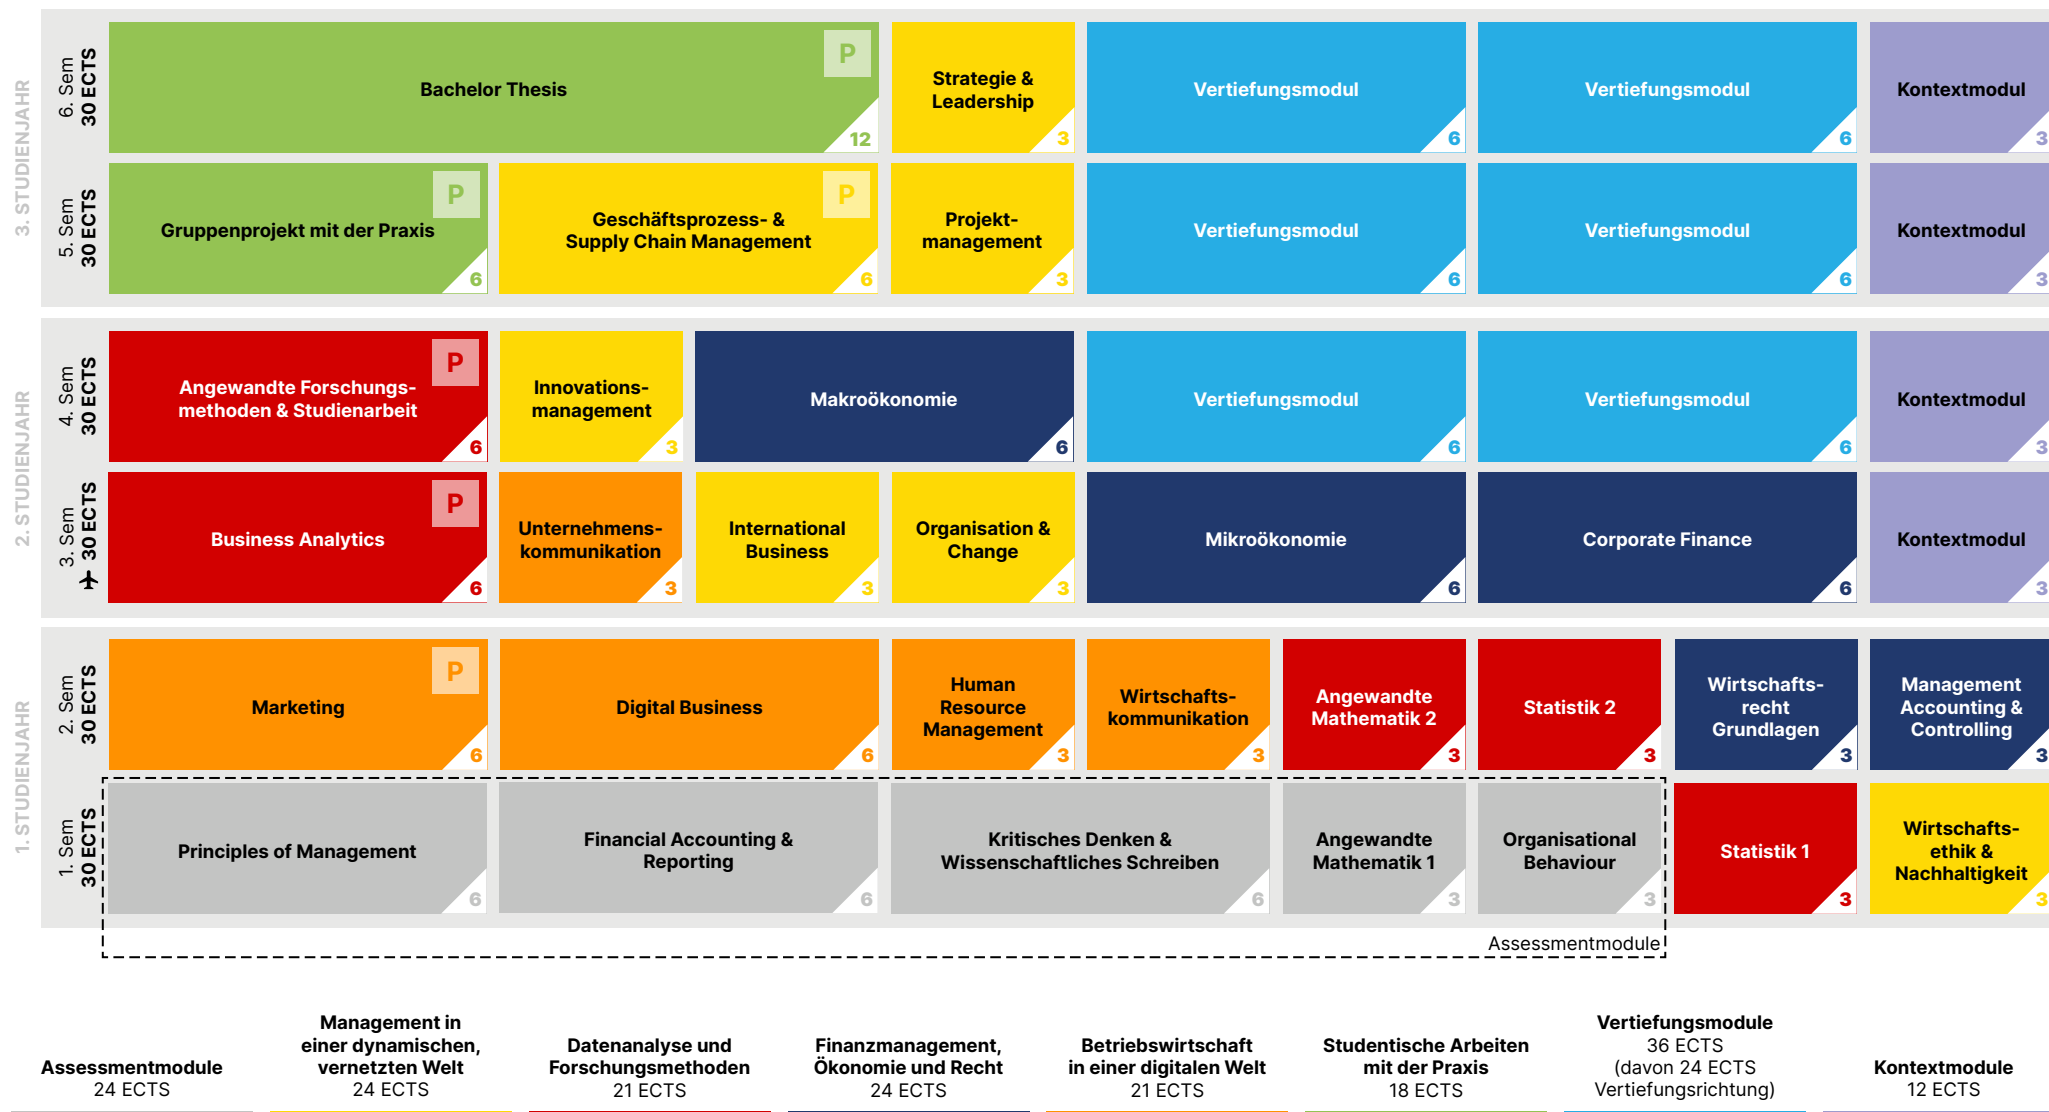 3. STUDIENJAHR
6. Sem
30 ECTS
Bachelor Thesis
P
12
Strategie &
Leadership
3
Vertiefungsmodul
6
Vertiefungsmodul
6
Kontextmodul
3
5. Sem
30 ECTS
Gruppenprojekt mit der Praxis
P
6
Geschäftsprozess- &
Supply Chain Management
P
6
Projekt-
management
3
Vertiefungsmodul
6
Vertiefungsmodul
6
Kontextmodul
3
2. STUDIENJAHR
4. Sem
30 ECTS
Angewandte Forschungs-
methoden & Studienarbeit
P
6
Innovations-
management
3
Makroökonomie
6
Vertiefungsmodul
6
Vertiefungsmodul
6
Kontextmodul
3
3. Sem
30 ECTS
Business Analytics
P
6
Unternehmens-
kommunikation
3
International
Business
3
Organisation &
Change
3
Mikroökonomie
6
Corporate Finance
6
Kontextmodul
3
1. STUDIENJAHR
2. Sem
30 ECTS
Marketing
P
6
Digital Business
6
Human
Resource
Management
3
Wirtschafts-
kommunikation
3
Angewandte
Mathematik 2
3
Statistik 2
3
Wirtschafts-
recht
Grundlagen
3
Management
Accounting &
Controlling
3
1. Sem
30 ECTS
Principles of Management
6
Financial Accounting &
Reporting
6
Kritisches Denken &
Wissenschaftliches Schreiben
6
Angewandte
Mathematik 1
3
Organisational
Behaviour
3
Statistik 1
3
Wirtschafts-
ethik &
Nachhaltigkeit
3
Assessmentmodule
Assessmentmodule
24 ECTS
Management in
einer dynamischen,
vernetzten Welt
24 ECTS
Datenanalyse und
Forschungsmethoden
21 ECTS
Finanzmanagement,
Ökonomie und Recht
24 ECTS
Betriebswirtschaft
in einer digitalen Welt
21 ECTS
Studentische Arbeiten
mit der Praxis
18 ECTS
Vertiefungsmodule
36 ECTS
(davon 24 ECTS
Vertiefungsrichtung)
Kontextmodule
12 ECTS